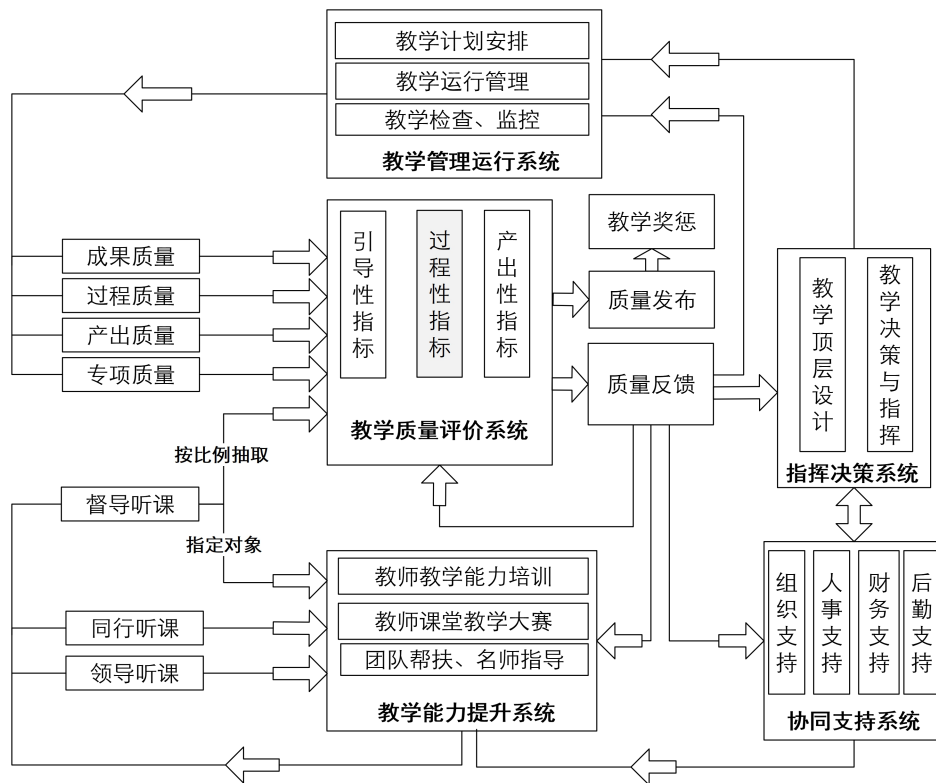 教学计划安排
教学运行管理
教学检查、监控
教学管理运行系统
引导性指标
过程性指标
产出性指标
教学质量评价系统
教学奖惩
质量发布
质量反馈
成果质量
过程质量
产出质量
专项质量
教学顶层设计
教学决策与指挥
指挥决策系统
按比例抽取
督导听课
指定对象
同行听课
领导听课
教师教学能力培训
教师课堂教学大赛
团队帮扶、名师指导
教学能力提升系统
组织支持
人事支持
财务支持
后勤支持
协同支持系统